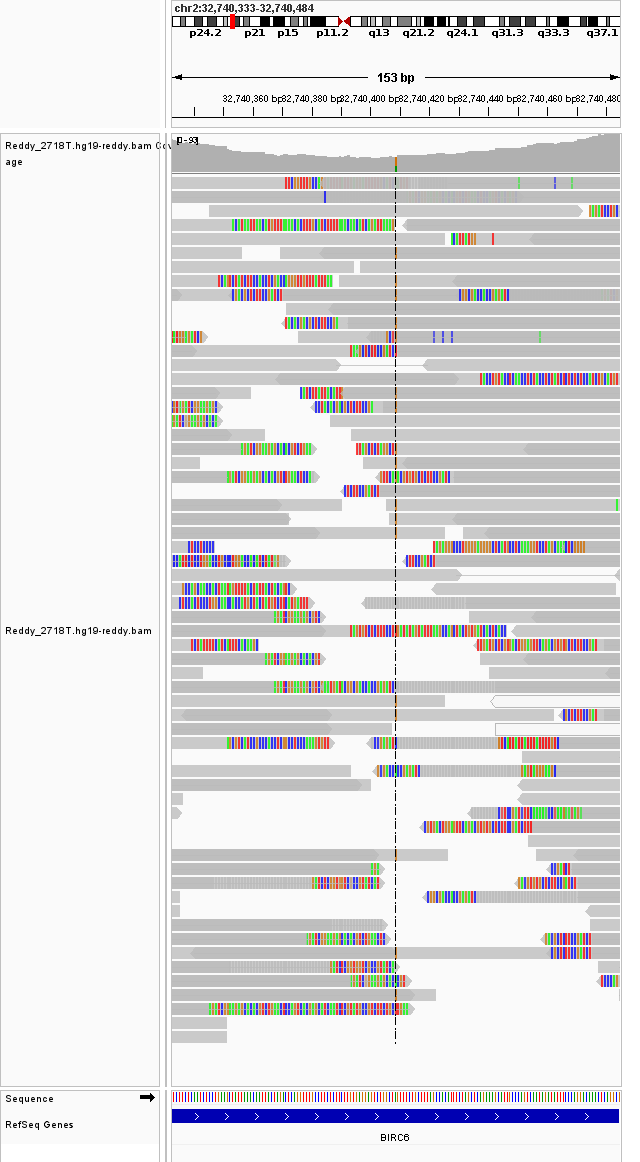 chr2:32,740,333-32,740,484
p24.2 p21 p15 p11.2 q13 q21.2 q24.1 q31.3 q33.3 q37.1
153 bp
32,740,360 bp 32,740,380 bp 32,740,400 bp 32,740,420 bp 32,740,440 bp 32,740,460 bp 32,740,480
Reddy_2718T.hg19-reddy.bam
age
[0-93]
Reddy_2718T.hg19-reddy.bam
Sequence
RefSeq Genes
BIRC6